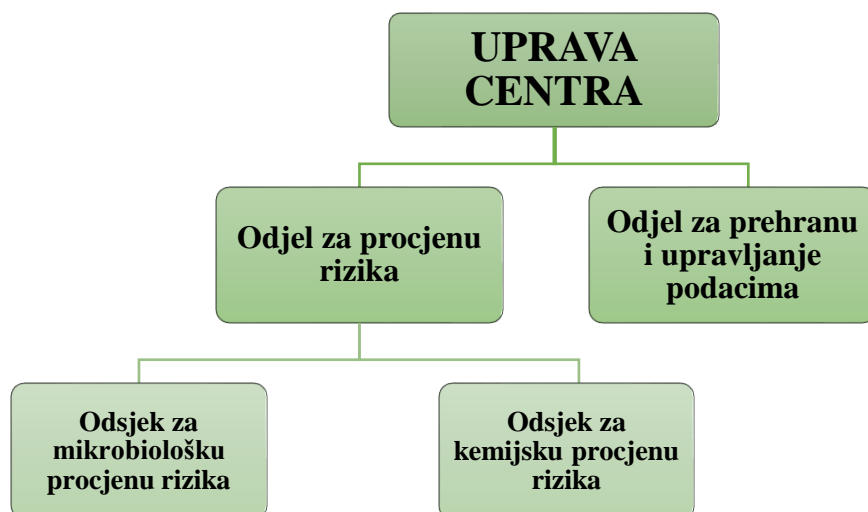 UPRAVA
CENTRA
Odjel za procjenu
rizika
Odjel za prehranu
i upravljanje
podacima
Odsjek za
mikrobiološku
procjenu rizika
Odsjek za
kemijsku procjenu
rizika